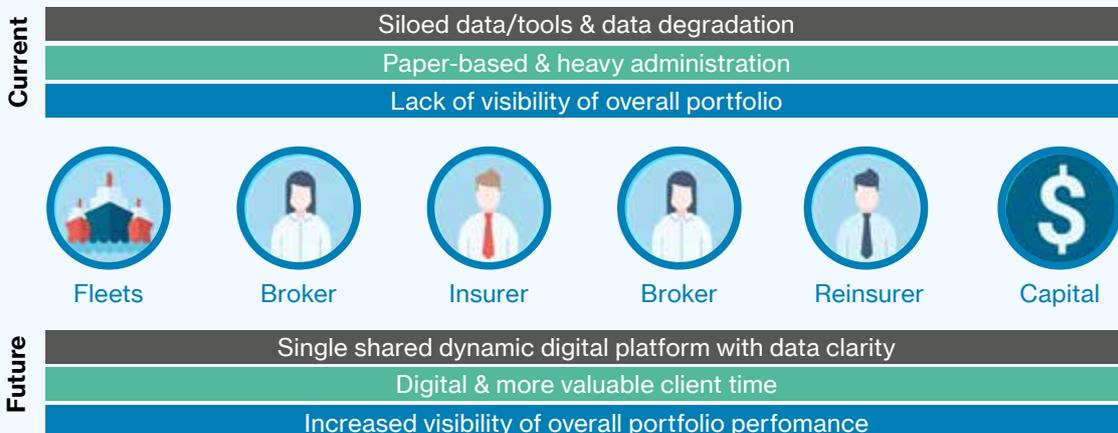 Current
Siloed data/tools & data degradation
Paper-based & heavy administration
Lack of visibility of overall portfolio
$
Fleets
Broker
Insurer
Broker
Reinsurer
Capital
Future
Single shared dynamic digital platform with data clarity
Digital & more valuable client time
Increased visibility of overall portfolio perfomance